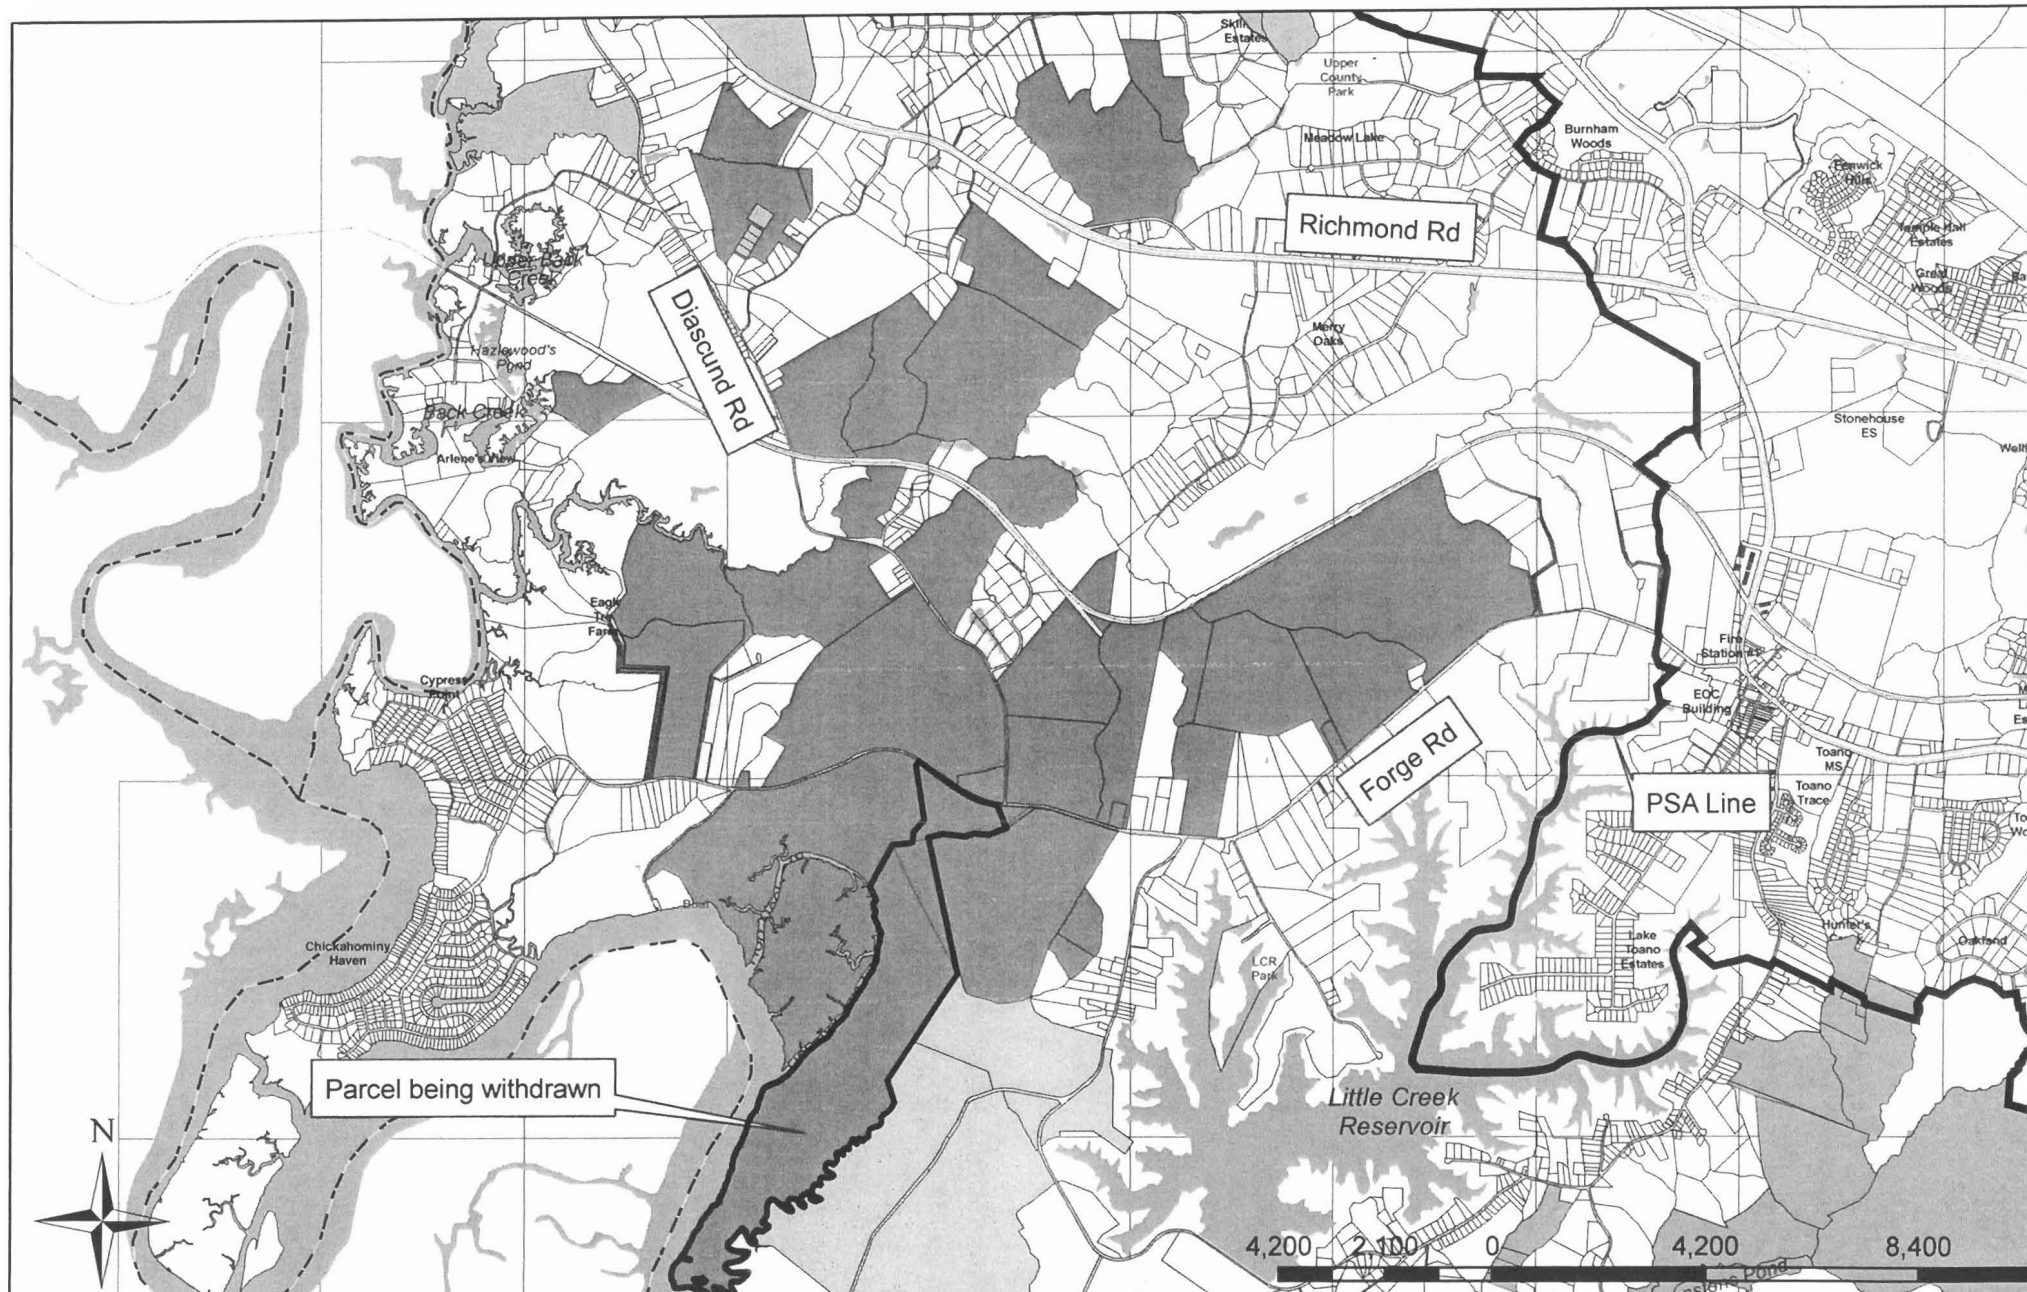 Estates
Upper
County
Park
Burnham
Woods
Meadow Lake
Fenwick
Hills
Richmond Rd
Temple Hall
Estates
Great
Woods
Upper Back
Creek
Diascund Rd
Merry
Oaks
Hazlewood's
Pond
Back Creek
Stonehouse
ES
Arlene's View
Eagle
Tree
Farm
Fire
Station #1
Cypress
Point
EOC
Building
Forge Rd
Toano
MS
Toano
Trace
PSA Line
Chickahominy
Haven
Lake
Toano
Estates
Hunter's
Oakland
LCR
Park
Parcel being withdrawn
Little Creek
Reservoir
N
4,200 2,100 0 4,200 8,400
Pond